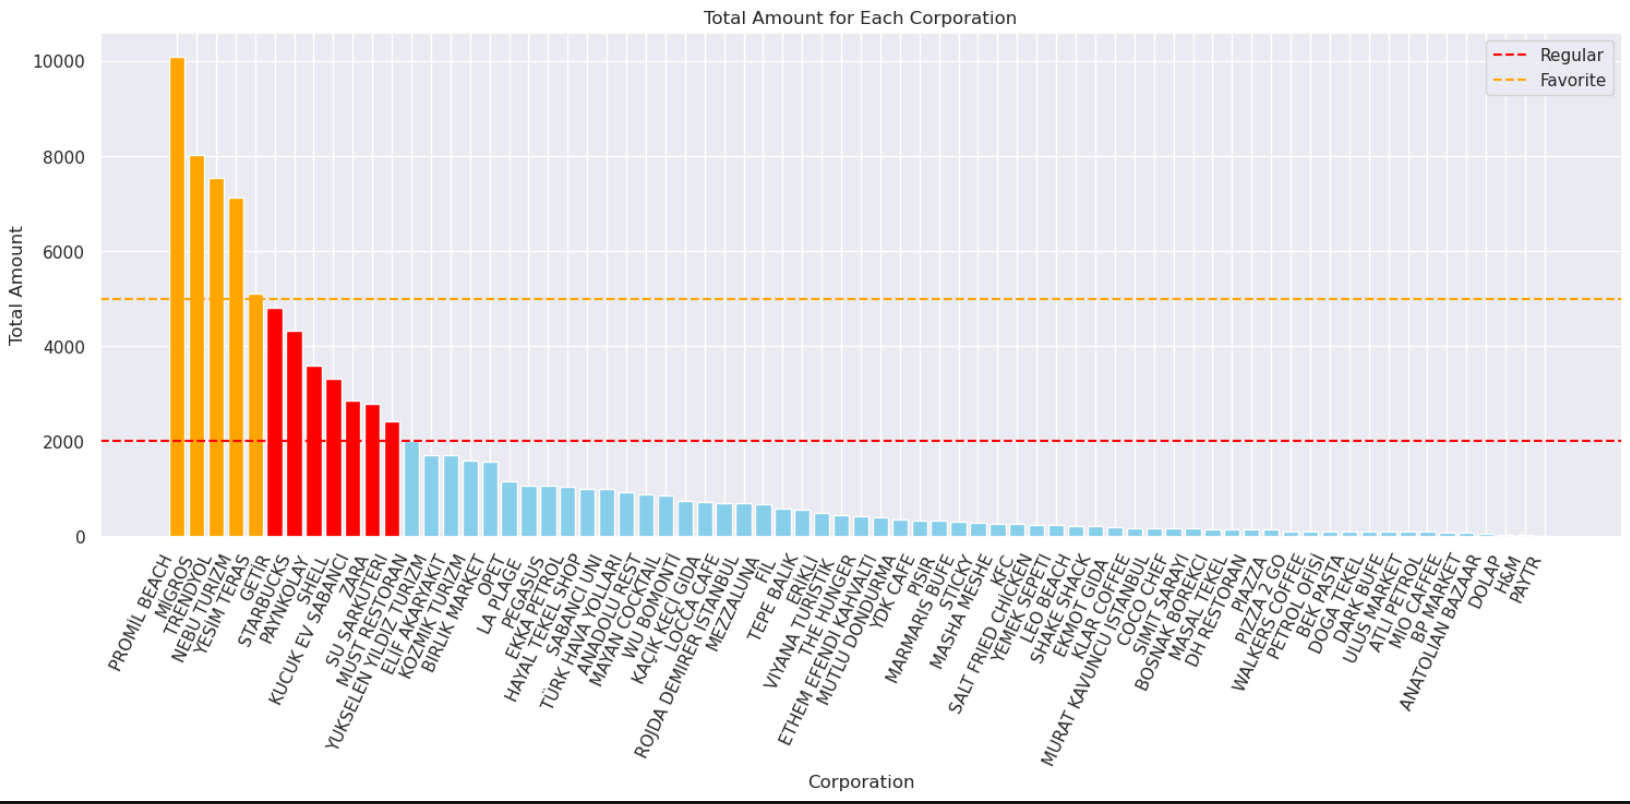 Total Amount for Each Corporation
Regular
Favorite
Total Amount
10000
8000
6000
4000
2000
0
PROMIL BEACH
MİGROS
TRENDYOL
NEBU TURIZM
YESİM TERAS
GETIR
STARBUCKS
PAYNKOLAY
SHELL
KUCUK EV SABANCI
ZARA
SU SARKUTERI
MUST RESTORAN
YUKSELEN YILDIZ TURIZM
ELIF AKARYAKIT
KOZMIK TURIZM
BIRLIK MARKET
OPET
LA PLAGE
PEGASUS
EKKA PETROL
HAYAL TEKEL SHOP
SABANCI UNI
TÜRK HAVA YOLLARI
ANADOLU REST
MAYAN COCKTAIL
WU BOMONTİ
KAÇIK KEÇI GIDA
LOCCA CAFE
ROJDA DEMIRER ISTANBUL
MEZZALUNA
FIL
TEPE BALIK
ERİKLİ
VIYANA TURISTIK
THE HUNGER
ETHEM EFENDI KAHVALTI
MUTLU DONDURMA
YDK CAFE
PISIR
MARMARIS BUFE
STICKY
MASHA MESHE
KFC
SALT FRIED CHICKEN
YEMEK SEPETI
LEO BEACH
SHAKE SHACK
EKMOT GIDA
KLAR COFFEE
MURAT KAVUNCU ISTANBUL
COCO CHEF
SIMIT SARAYI
BOSNAK BOREKCI
MASAL TEKEL
DH RESTORAN
PIAZZA
PIZZA 2 GO
WALKERS COFFEE
PETROL OFİSİ
BEK PASTA
DOGA TEKEL
DARK BUFE
ULUS MARKET
ATLI PETROL
MIO CAFFEE
BP MARKET
ANATOLIAN BAZAAR
DOLAP
H&M
PAYTR
Corporation